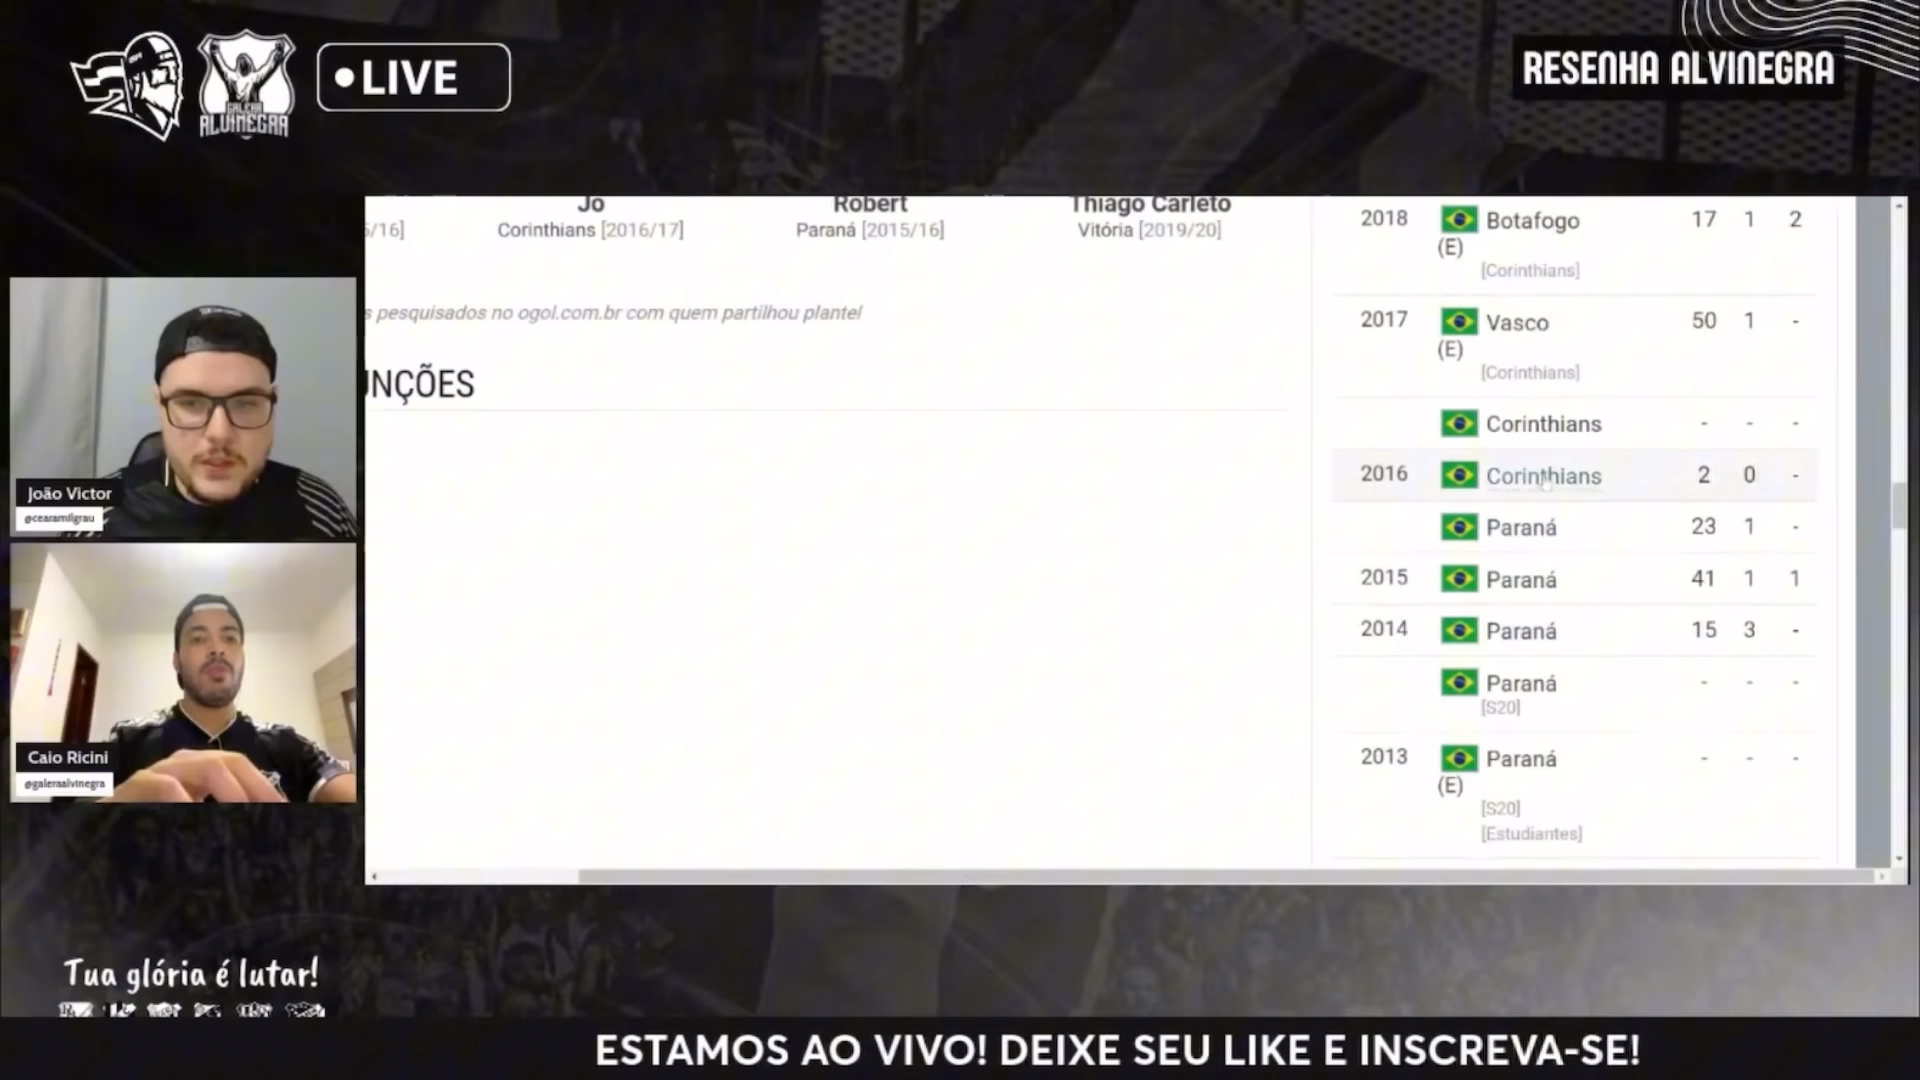 LIVE
GALERA
ALVINEGRA
RESENHA ALVINEGRA
Jô
Robert
Thiago Carleto
5/16]
Corinthians [2016/17]
Paraná [2015/16]
Vitória [2019/20]
s pesquisados no ogol.com.br com quem partilhou plantel
UNÇÕES
2018 Botafogo 17 1 2
(E)
[Corinthians]
2017 Vasco 50 1 -
(E)
[Corinthians]
Corinthians - - -
2016 Corinthians 2 0 -
Paraná 23 1 -
2015 Paraná 41 1 1
2014 Paraná 15 3 -
Paraná - - -
[S20]
2013 Paraná - - -
(E)
[S20]
[Estudiantes]
João Victor
@cearamilgrau
Caio Ricini
@galeraalvinegra
Tua glória é lutar!
ESTAMOS AO VIVO! DEIXE SEU LIKE E INSCREVA-SE!